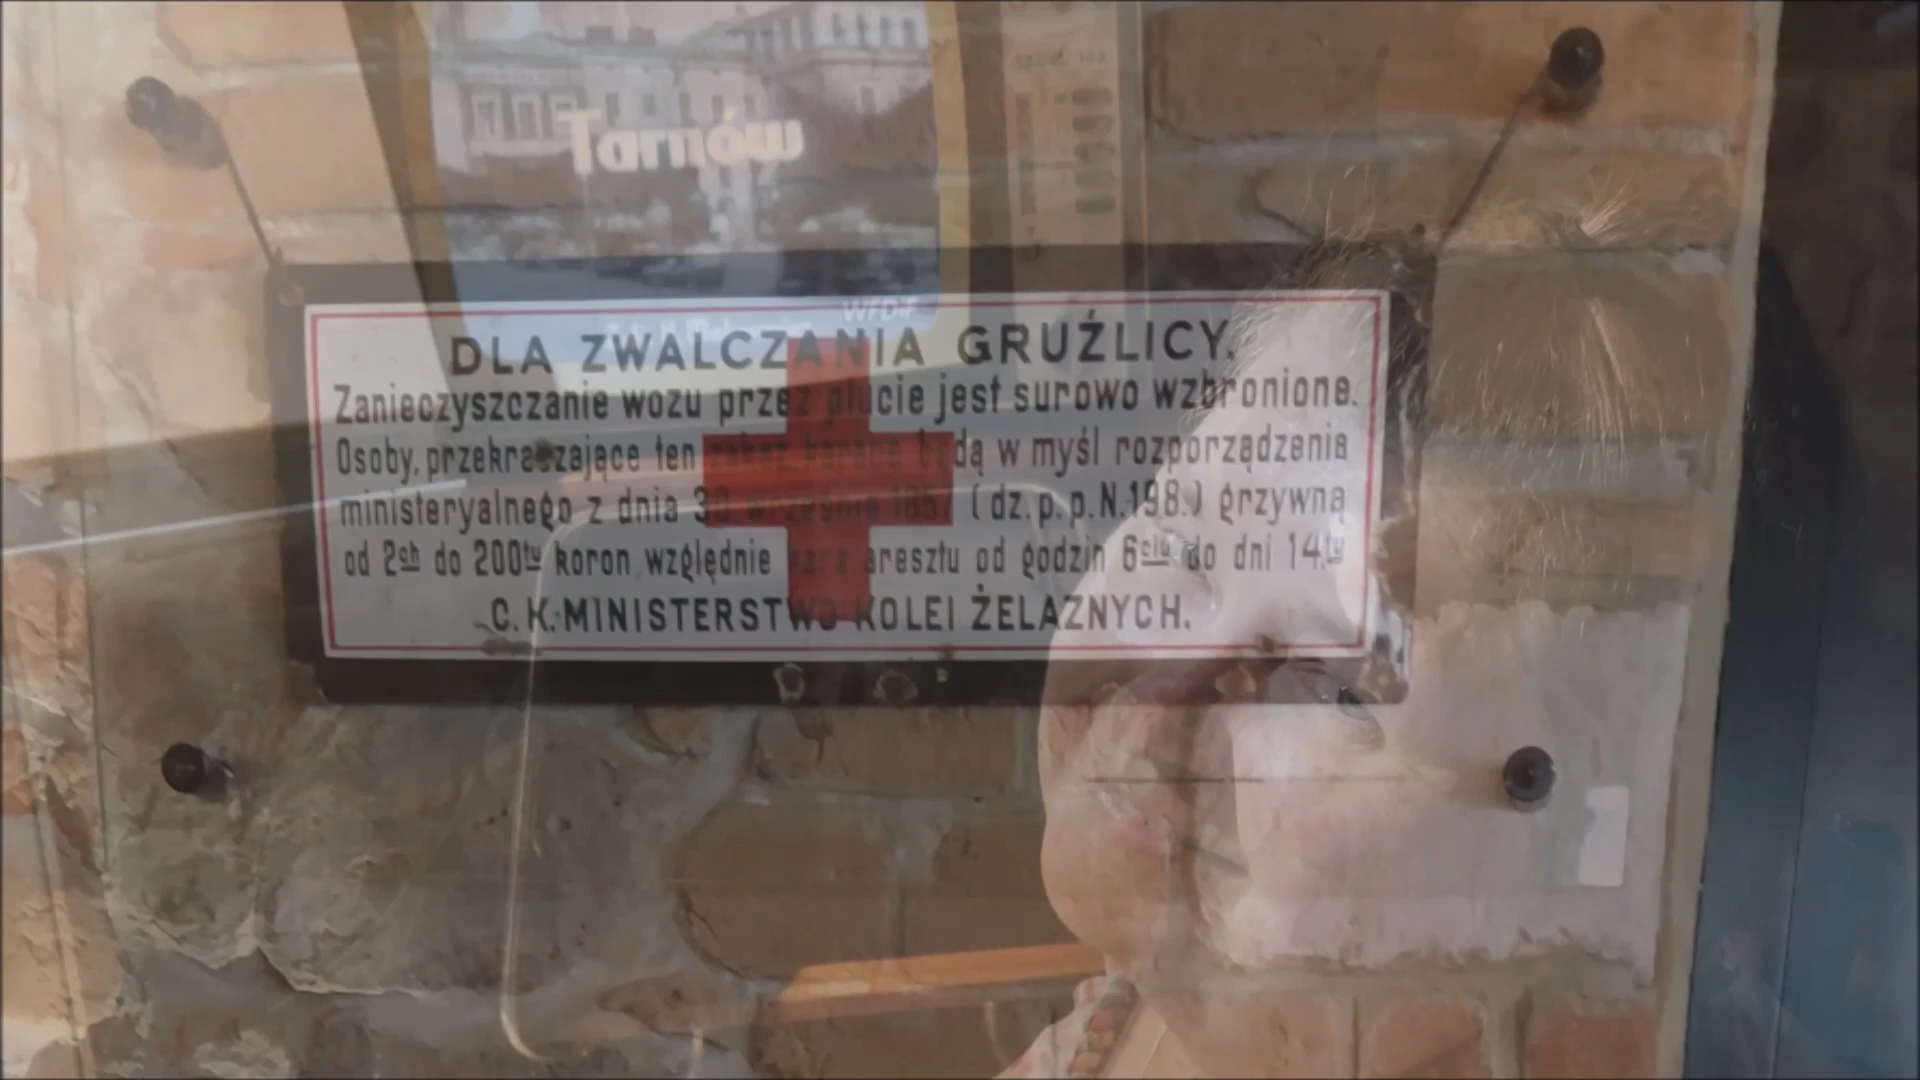 Tarnów
WFDiF
DLA ZWALCZANIA GRUŹLICY.
Zanieczyszczanie wozu przez plucie jest surowo wzbronione.
Osoby, przekraczające ten zakaz karane będą w myśl rozporządzenia
ministeryalnego z dnia 30 września 1857 (dz.p.p.N.198.) grzywną
od 2ch do 200tu koron względnie karą aresztu od godzin 6ciu do dni 14tu
C. K. MINISTERSTWO KOLEI ŻELAZNYCH.